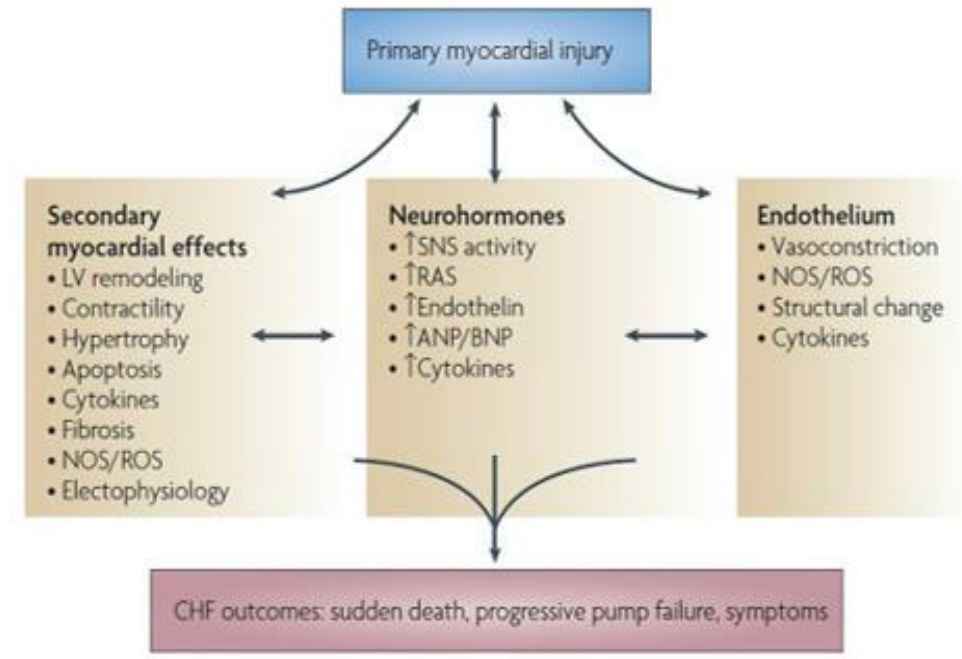 Primary myocardial injury
Secondary
myocardial effects
• LV remodeling
• Contractility
• Hypertrophy
• Apoptosis
• Cytokines
• Fibrosis
• NOS/ROS
• Electophysiology
Neurohormones
• ↑SNS activity
• ↑RAS
• ↑Endothelin
• ↑ANP/BNP
• ↑Cytokines
Endothelium
• Vasoconstriction
• NOS/ROS
• Structural change
• Cytokines
CHF outcomes: sudden death, progressive pump failure, symptoms